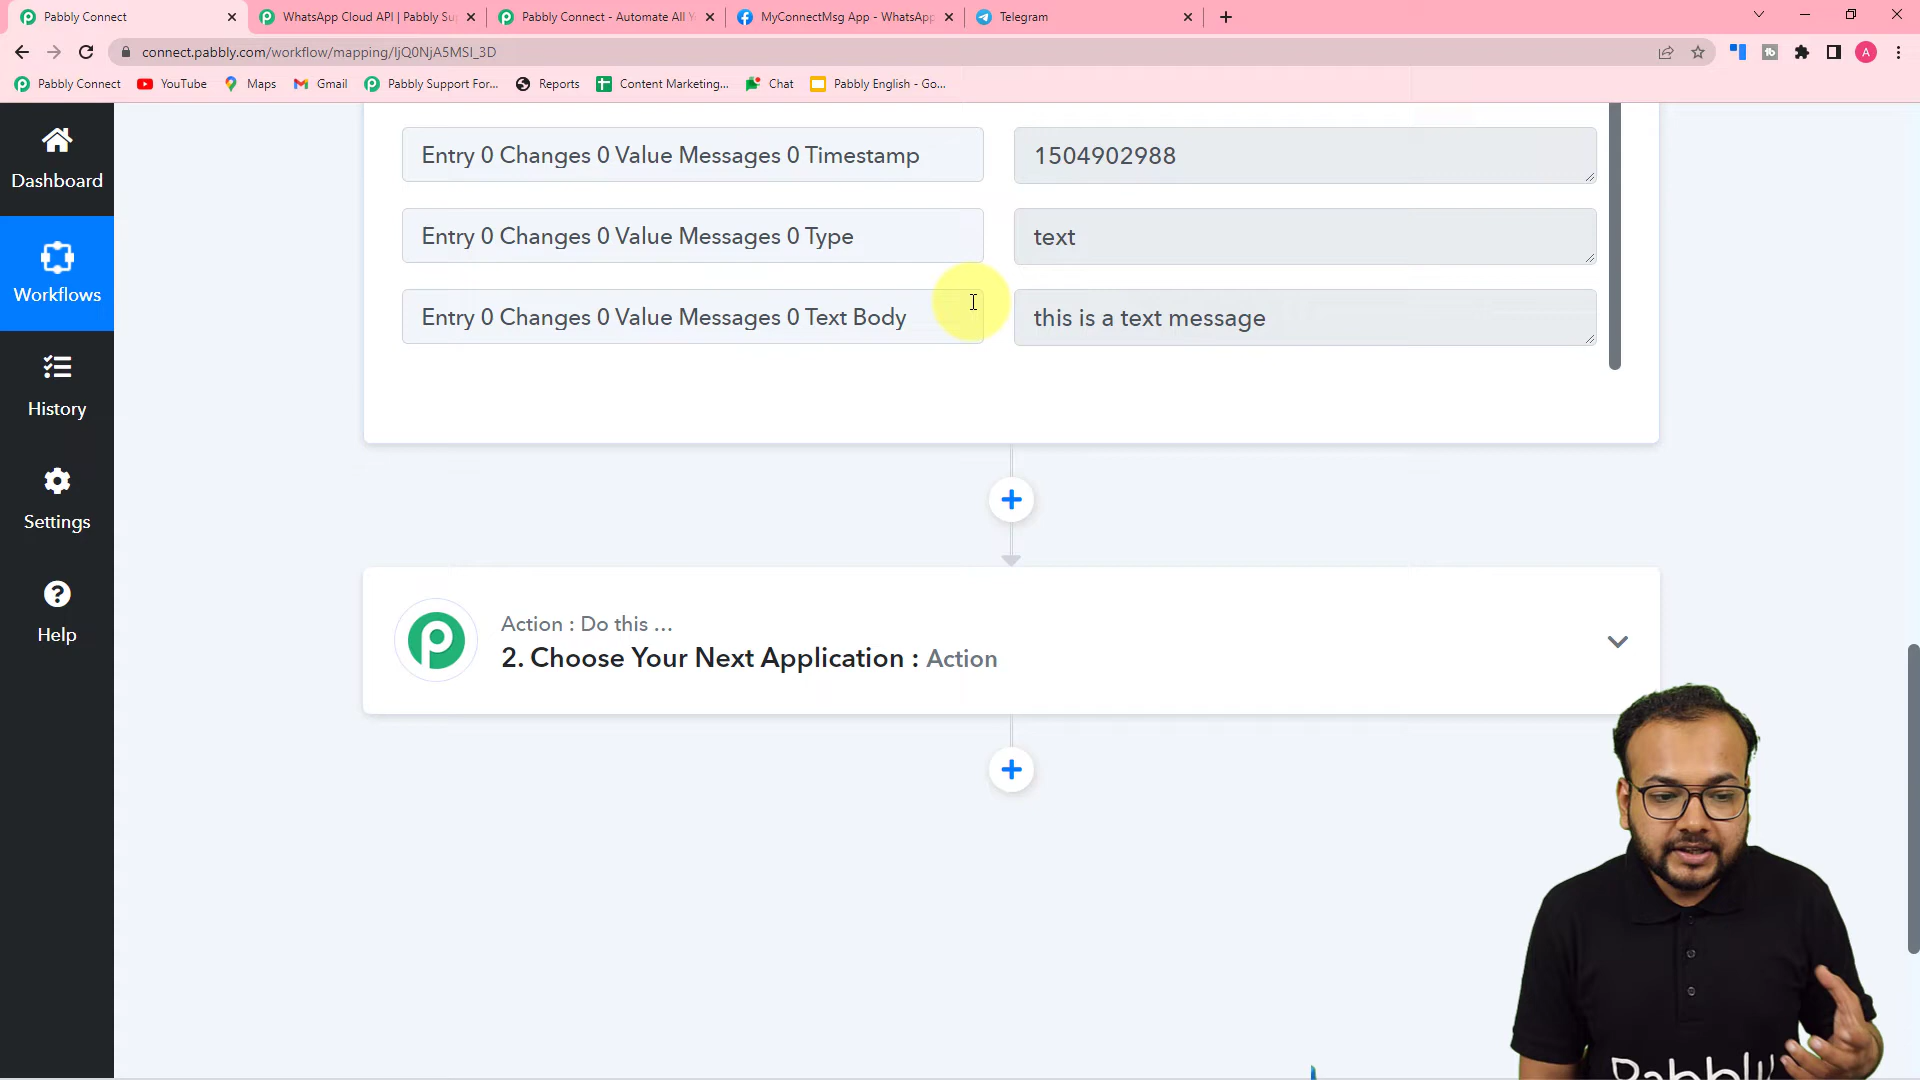 Pabbly Connect
WhatsApp Cloud API | Pabbly Su
Pabbly Connect - Automate All Y
MyConnectMsg App - WhatsApp
Telegram
connect.pabbly.com/workflow/mapping/IjQ0NjA5MSI_3D
A
Pabbly Connect
YouTube
Maps
Gmail
Pabbly Support For...
Reports
Content Marketing...
Chat
Pabbly English - Go...
Dashboard
Workflows
History
Settings
Help
Entry 0 Changes 0 Value Messages 0 Timestamp
1504902988
Entry 0 Changes 0 Value Messages 0 Type
text
Entry 0 Changes 0 Value Messages 0 Text Body
this is a text message
Action : Do this ...
2. Choose Your Next Application : Action
Pabbly